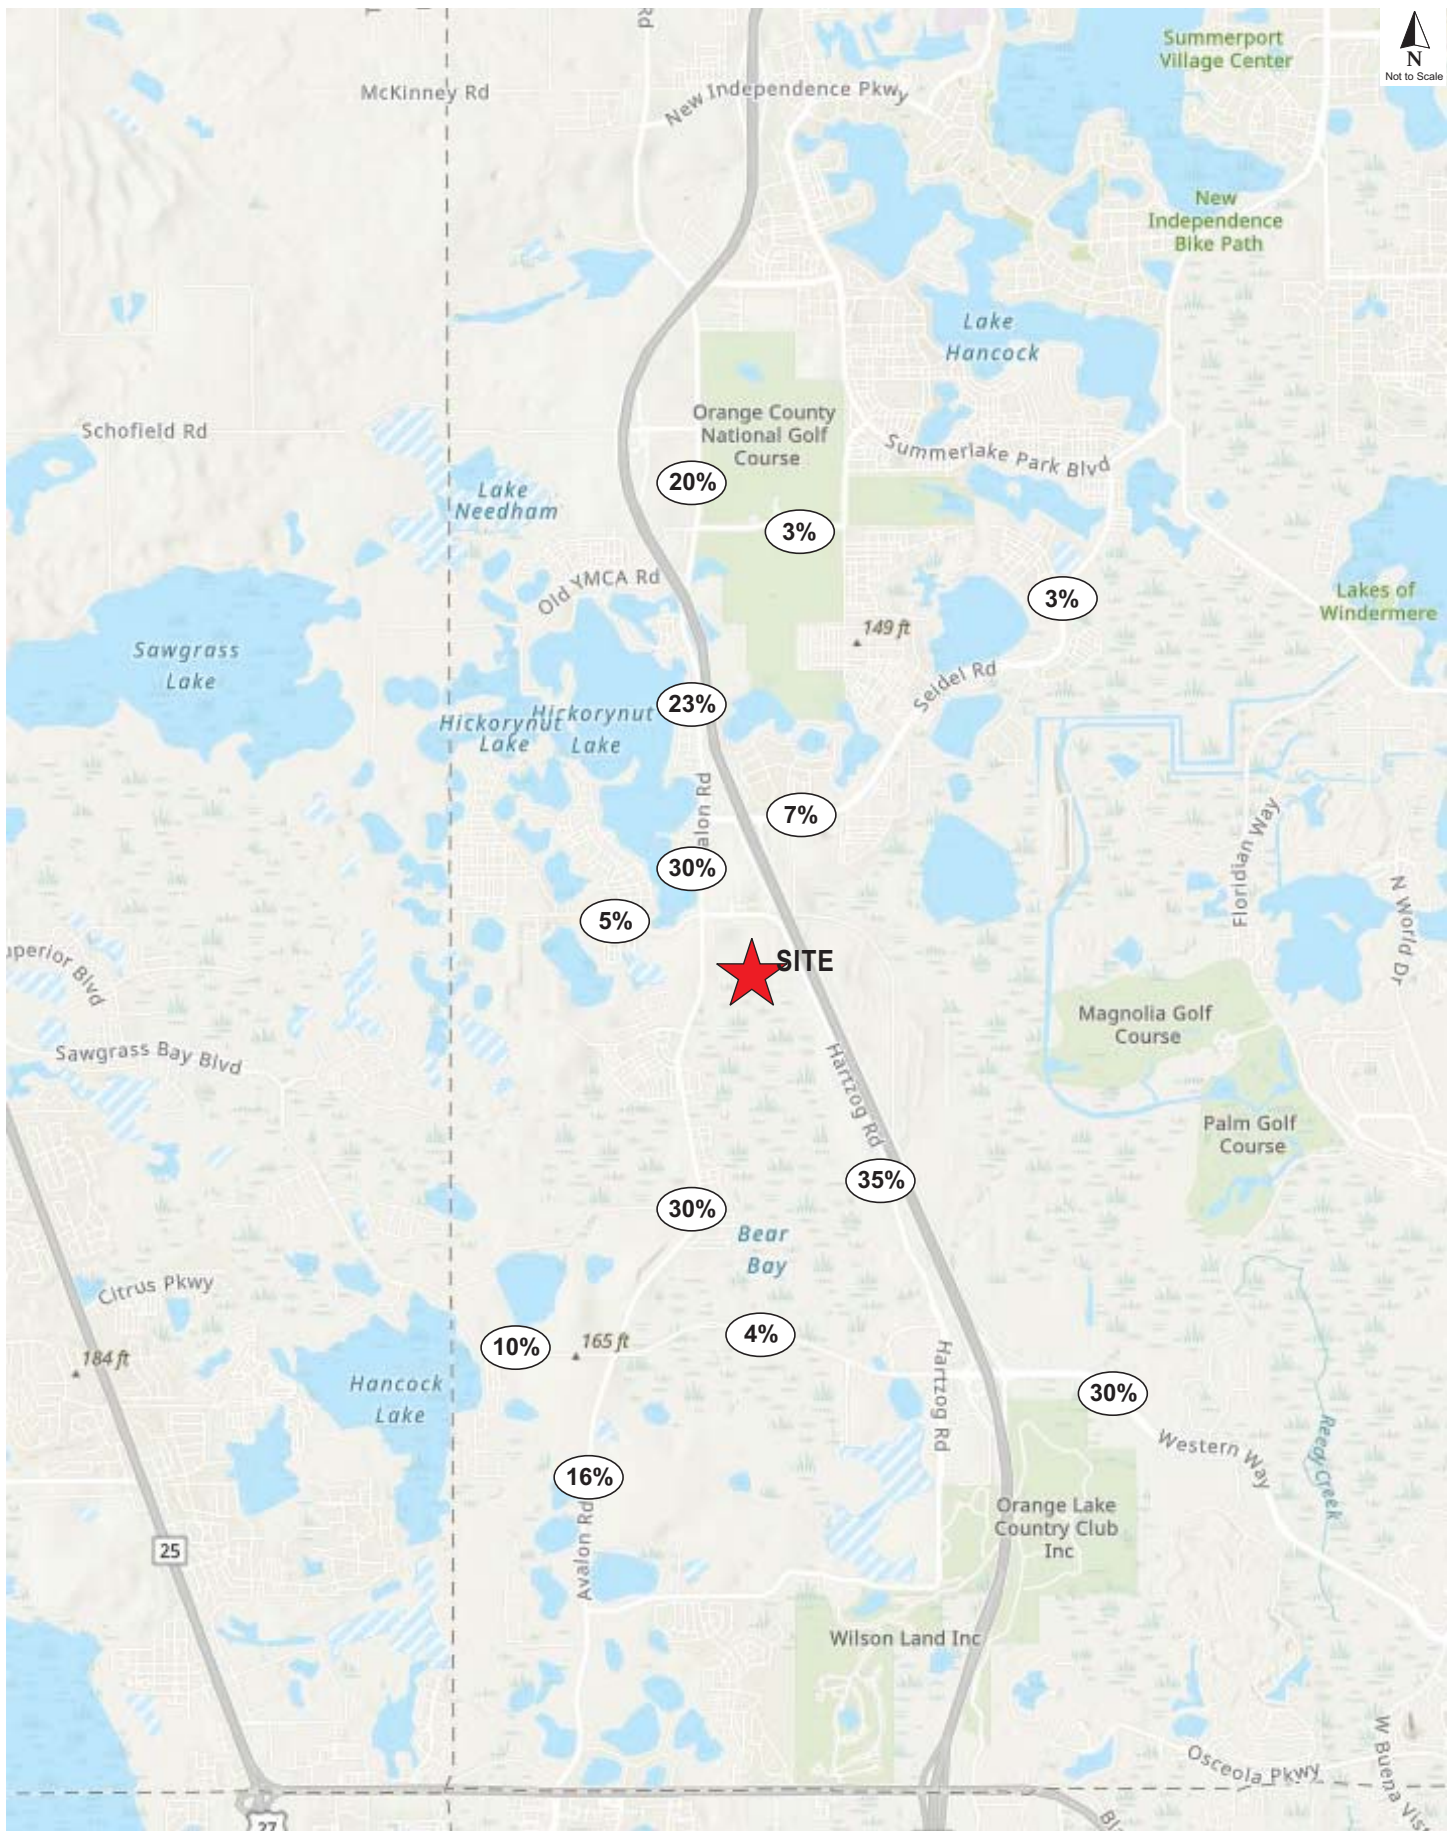 N
Not to Scale
Summerport
Village Center
McKinney Rd
New Independence Pkwy
Rd
New
Independence
Bike Path
Lake
Hancock
Orange County
National Golf
Course
Schofield Rd
Summerlake Park Blvd
20%
Lake
Needham
3%
Old YMCA Rd
3%
Lakes of
Windermere
149 ft
Sawgrass
Lake
Seidel Rd
23%
Hickorynut
Lake
Hickorynut
Lake
alon Rd
7%
Floridian Way
30%
N World Dr
5%
SITE
uperior Blvd
Magnolia Golf
Course
Sawgrass Bay Blvd
Hartzog Rd
Palm Golf
Course
35%
30%
Bear
Bay
Citrus Pkwy
4%
10%
165 ft
184 ft
Hancock
Lake
Hartzog Rd
30%
Western Way
Reedy Creek
16%
Orange Lake
Country Club
Inc
25
Avalon Rd
Wilson Land Inc
W Buena Vis
Osceola Pkwy
27